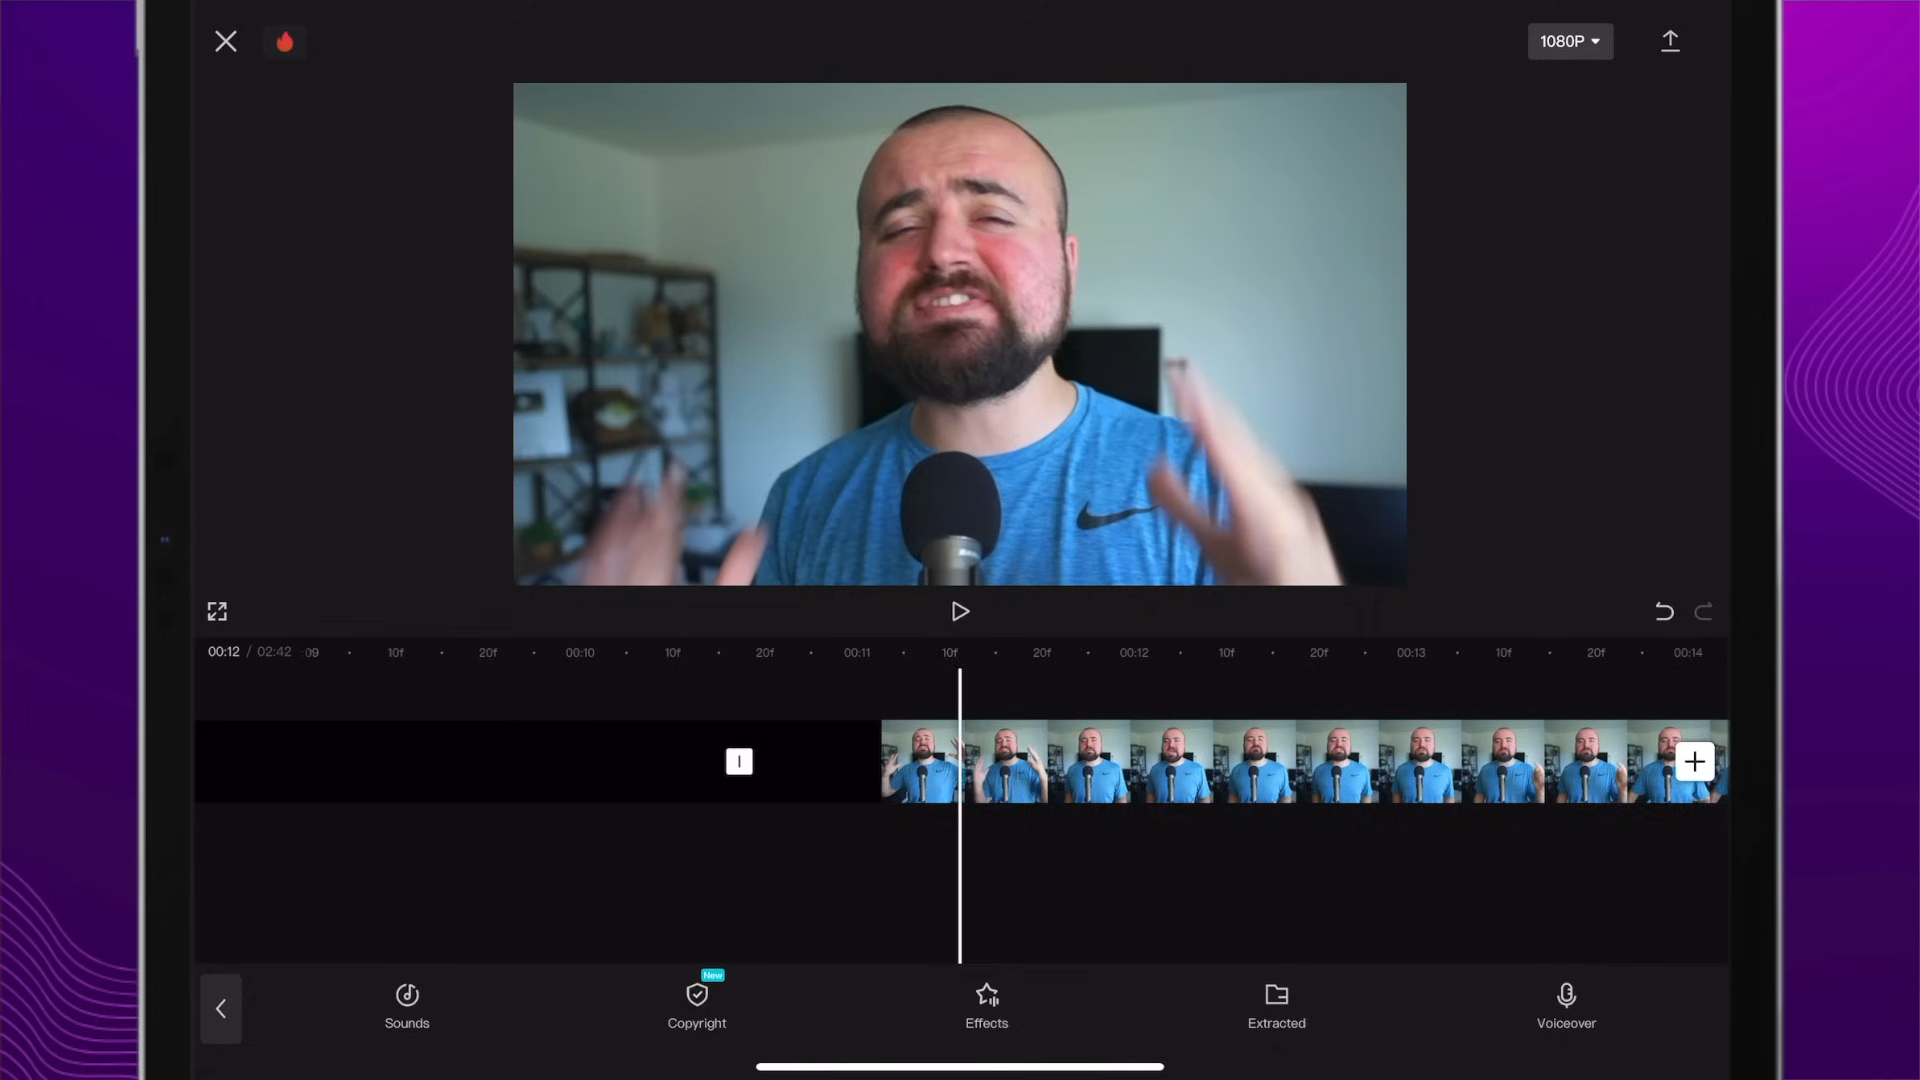 1080P
00:12 / 02:42 09 10f 20f 00:10 10f 20f 00:11 10f 20f 00:12 10f 20f 00:13 10f 20f 00:14
New
Sounds Copyright Effects Extracted Voiceover